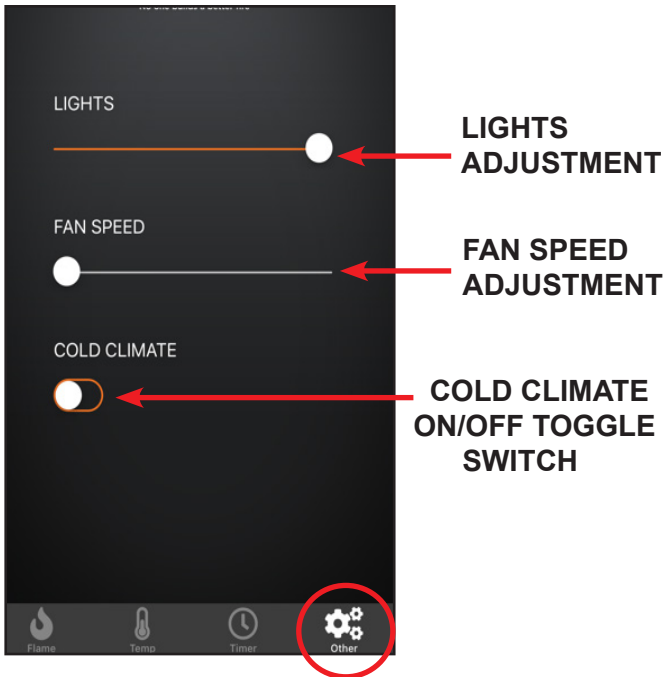 LIGHTS
LIGHTS
ADJUSTMENT
FAN SPEED
FAN SPEED
ADJUSTMENT
COLD CLIMATE
COLD CLIMATE
ON/OFF TOGGLE
SWITCH
Flame
Temp
Timer
Other